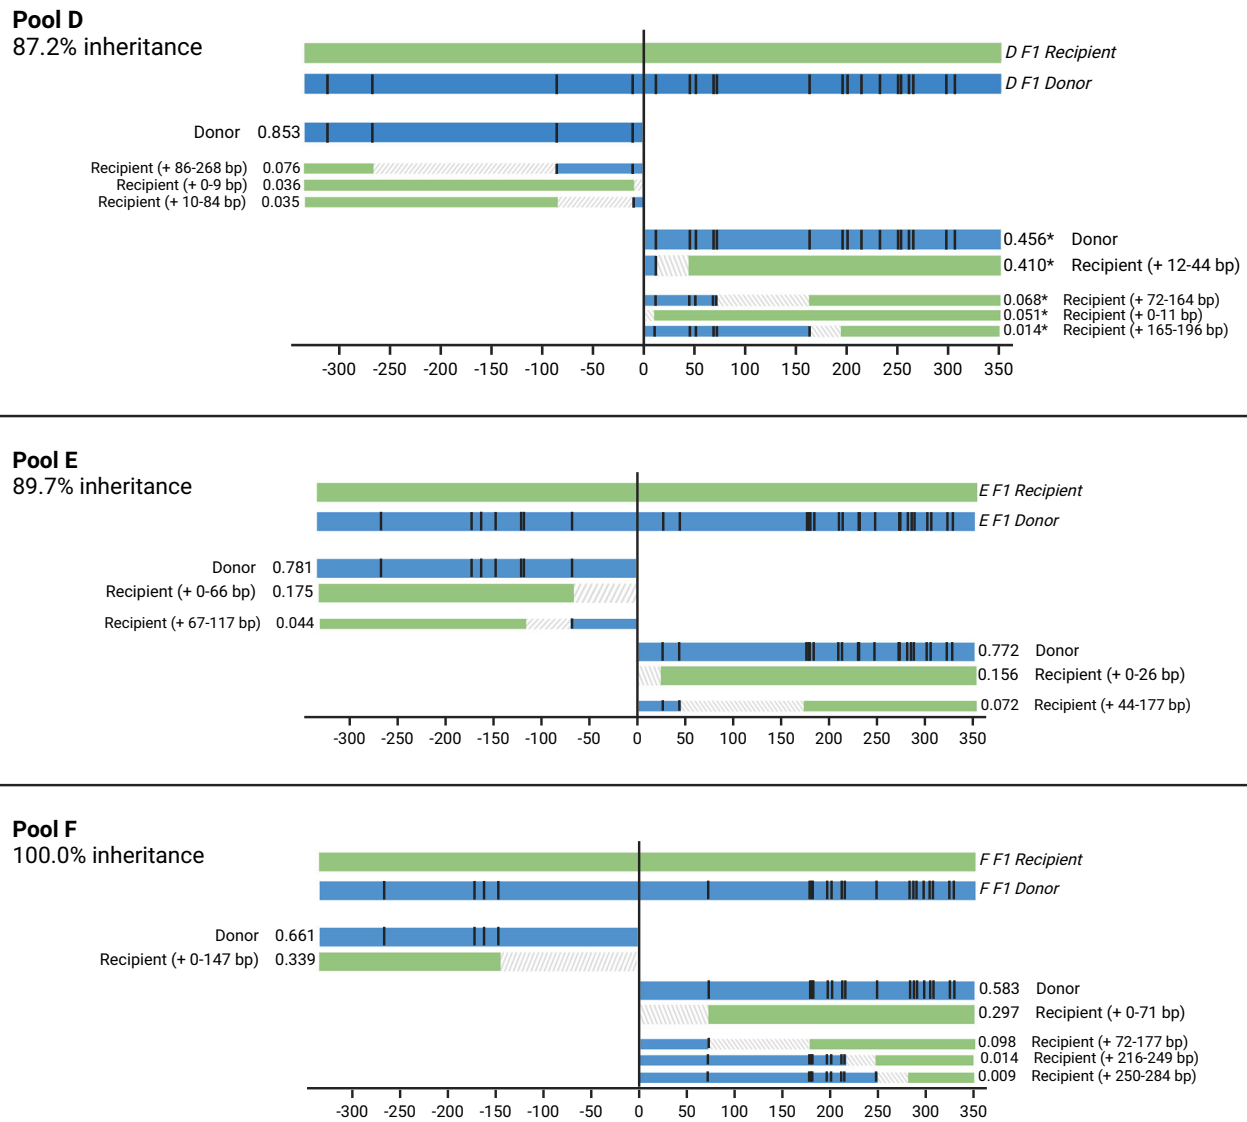 Pool D
87.2% inheritance
D F1 Recipient
D F1 Donor
Donor 0.853
Recipient (+ 86-268 bp) 0.076
Recipient (+ 0-9 bp) 0.036
Recipient (+ 10-84 bp) 0.035
0.456* Donor
0.410* Recipient (+ 12-44 bp)
0.068* Recipient (+ 72-164 bp)
0.051* Recipient (+ 0-11 bp)
0.014* Recipient (+ 165-196 bp)
-300 -250 -200 -150 -100 -50 0 50 100 150 200 250 300 350
Pool E
89.7% inheritance
E F1 Recipient
E F1 Donor
Donor 0.781
Recipient (+ 0-66 bp) 0.175
Recipient (+ 67-117 bp) 0.044
0.772 Donor
0.156 Recipient (+ 0-26 bp)
0.072 Recipient (+ 44-177 bp)
-300 -250 -200 -150 -100 -50 0 50 100 150 200 250 300 350
Pool F
100.0% inheritance
F F1 Recipient
F F1 Donor
Donor 0.661
Recipient (+ 0-147 bp) 0.339
0.583 Donor
0.297 Recipient (+ 0-71 bp)
0.098 Recipient (+ 72-177 bp)
0.014 Recipient (+ 216-249 bp)
0.009 Recipient (+ 250-284 bp)
-300 -250 -200 -150 -100 -50 0 50 100 150 200 250 300 350